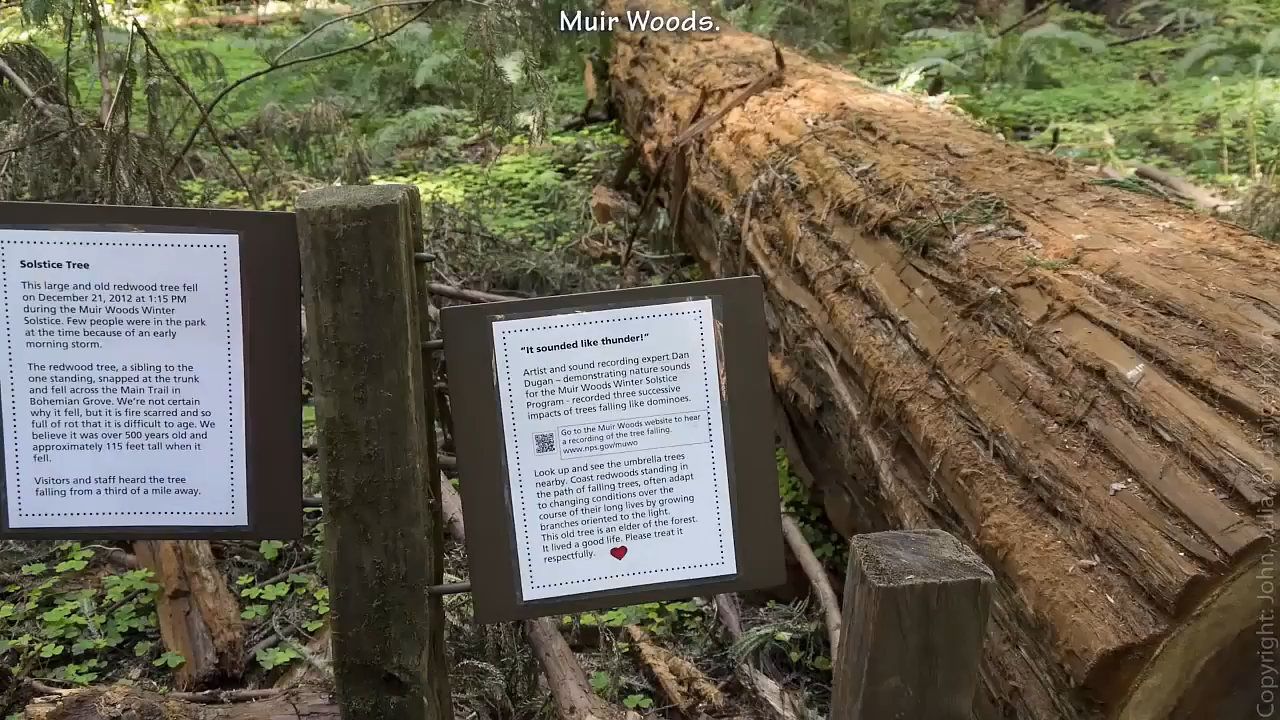 Muir Woods.
Solstice Tree
This large and old redwood tree fell
on December 21, 2012 at 1:15 PM
during the Muir Woods Winter
Solstice. Few people were in the park
at the time because of an early
morning storm.
The redwood tree, a sibling to the
one standing, snapped at the trunk
and fell across the Main Trail in
Bohemian Grove. We're not certain
why it fell, but it is fire scarred and so
full of rot that it is difficult to age. We
believe it was over 500 years old and
approximately 115 feet tall when it
fell.
Visitors and staff heard the tree
falling from a third of a mile away.
"It sounded like thunder!"
Artist and sound recording expert Dan
Dugan – demonstrating nature sounds
for the Muir Woods Winter Solstice
Program - recorded three successive
impacts of trees falling like dominoes.
Go to the Muir Woods website to hear
a recording of the tree falling.
www.nps.gov/muwo
Look up and see the umbrella trees
nearby. Coast redwoods standing in
the path of falling trees, often adapt
to changing conditions over the
course of their long lives by growing
branches oriented to the light.
This old tree is an elder of the forest.
It lived a good life. Please treat it
respectfully.
Copyright: John, Julia